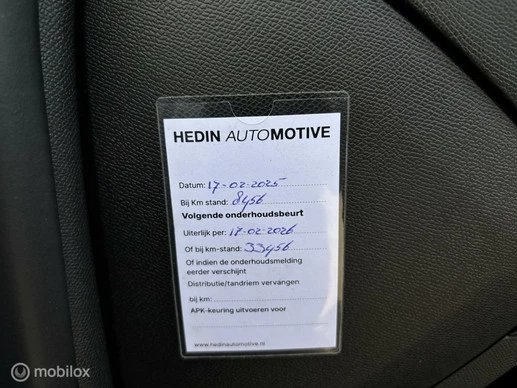 HEDIN AUTOMOTIVE
Datum: 17-02-2025
Bij Km stand: 8456
Volgende onderhoudsbeurt
Uiterlijk per: 17-02-2026
Of bij km-stand: 33456
Of indien de onderhoudsmelding
eerder verschijnt
Distributie/tandriem vervangen
bij km:
APK-keuring uitvoeren voor
www.hedinautomotive.nl
mobilox